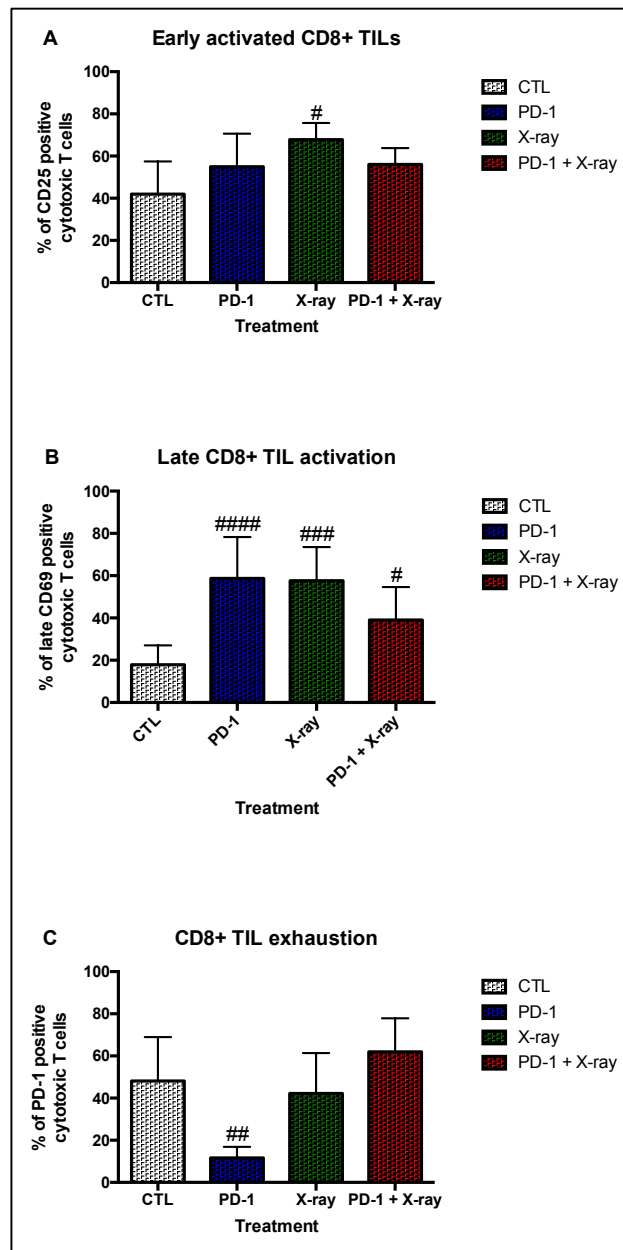 A
Early activated CD8+ TILs
% of CD25 positive
cytotoxic T cells
100
80
60
40
20
0
#
CTL
PD-1
X-ray
PD-1 + X-ray
Treatment
CTL
PD-1
X-ray
PD-1 + X-ray
B
Late CD8+ TIL activation
% of late CD69 positive
cytotoxic T cells
100
80
60
40
20
0
####
###
#
CTL
PD-1
X-ray
PD-1 + X-ray
Treatment
CTL
PD-1
X-ray
PD-1 + X-ray
C
CD8+ TIL exhaustion
% of PD-1 positive
cytotoxic T cells
100
80
60
40
20
0
##
CTL
PD-1
X-ray
PD-1 + X-ray
Treatment
CTL
PD-1
X-ray
PD-1 + X-ray